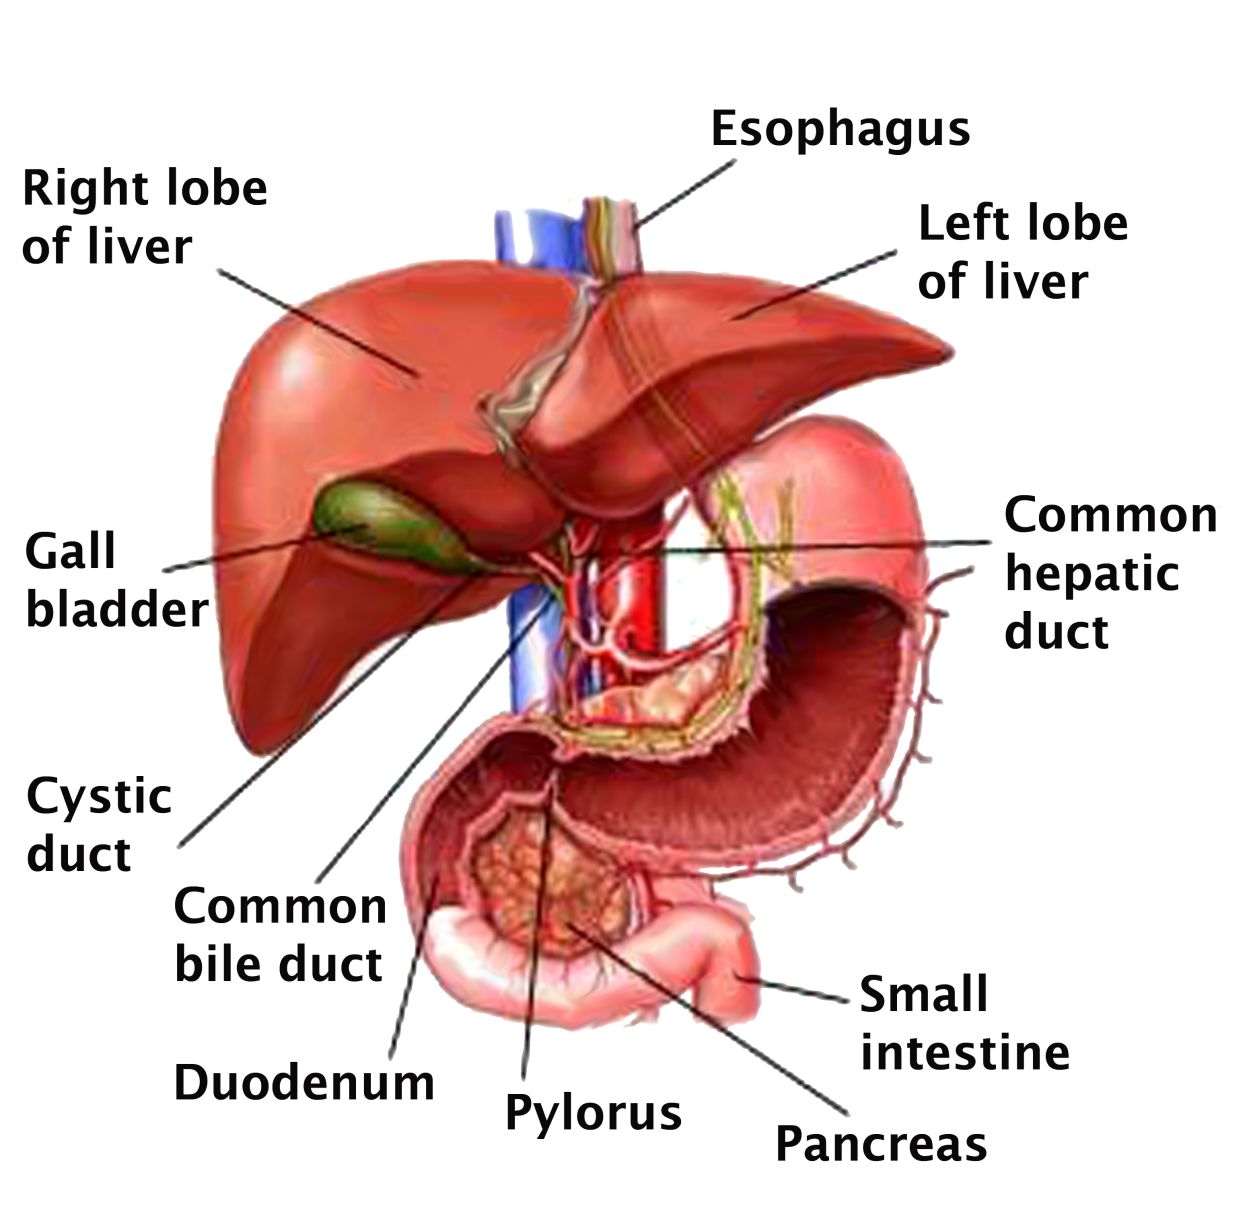 Esophagus
Right lobe
of liver
Left lobe
of liver
Gall
bladder
Common
hepatic
duct
Cystic
duct
Common
bile duct
Small
intestine
Duodenum
Pylorus
Pancreas